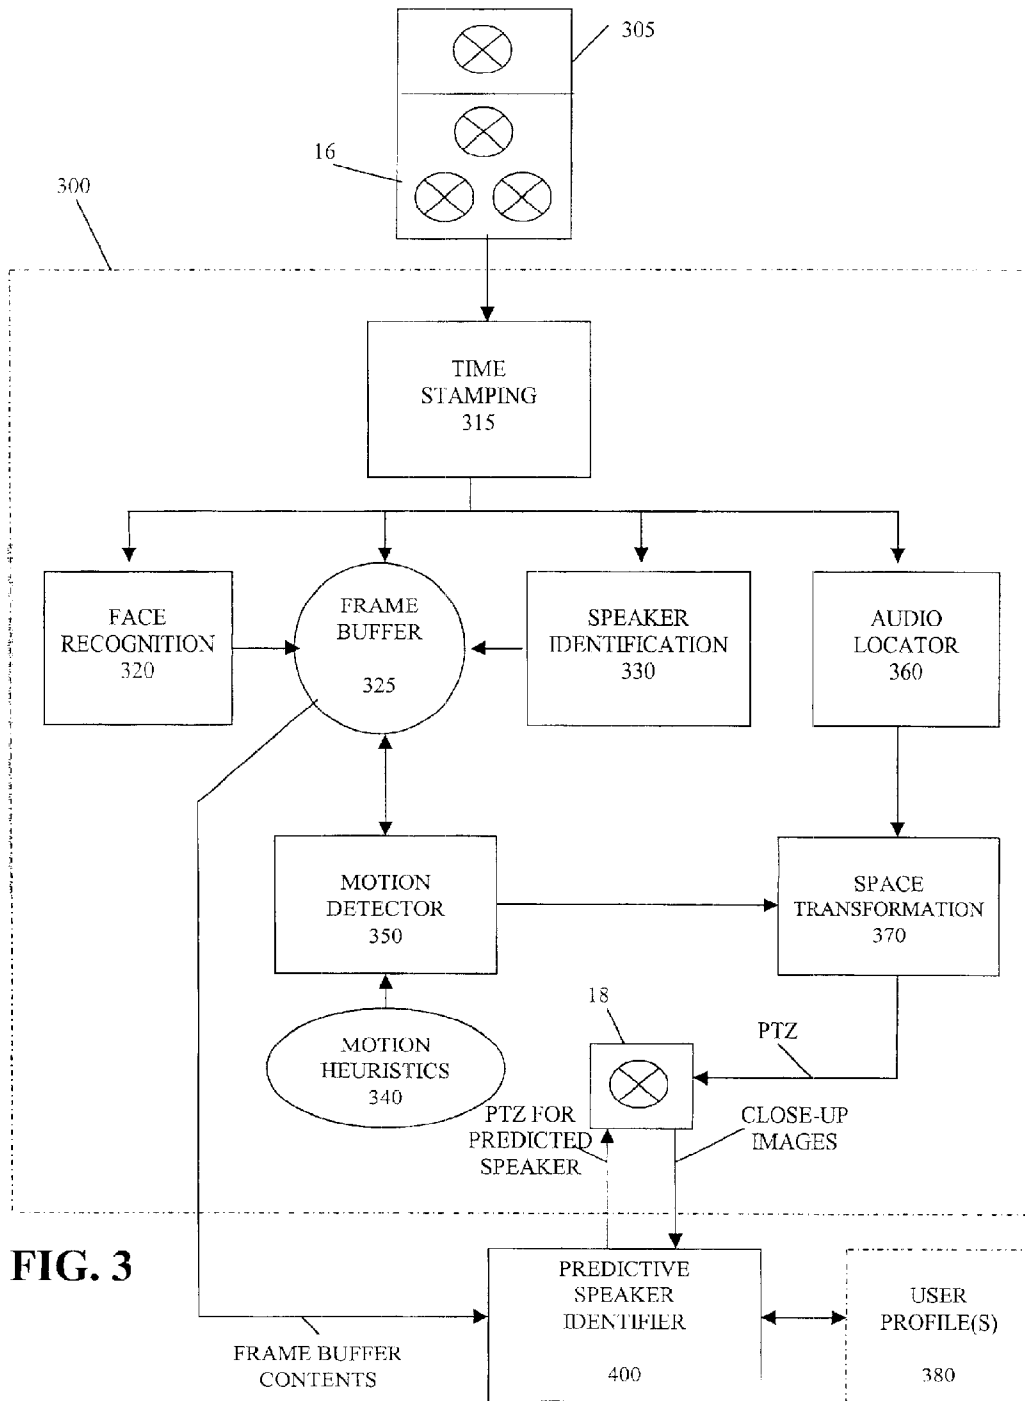 305
16
300
TIME
STAMPING
315
FACE
RECOGNITION
320
FRAME
BUFFER
325
SPEAKER
IDENTIFICATION
330
AUDIO
LOCATOR
360
MOTION
DETECTOR
350
SPACE
TRANSFORMATION
370
MOTION
HEURISTICS
340
18
PTZ
PTZ FOR
PREDICTED
SPEAKER
CLOSE-UP
IMAGES
FIG. 3
PREDICTIVE
SPEAKER
IDENTIFIER
400
USER
PROFILE(S)
380
FRAME BUFFER
CONTENTS